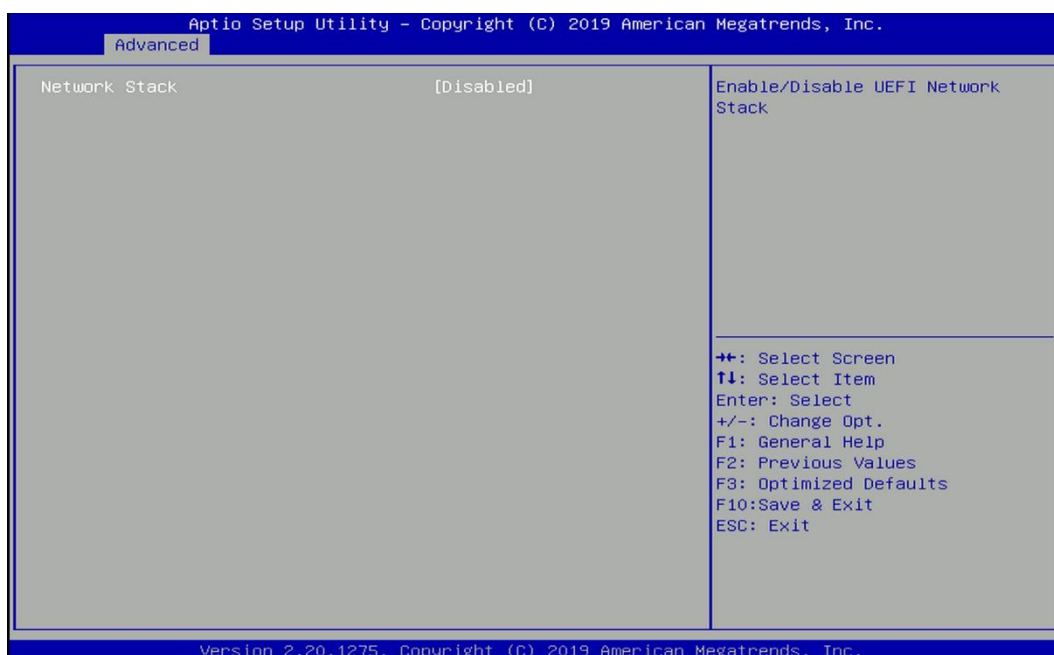 Aptio Setup Utility – Copyright (C) 2019 American Megatrends, Inc.
Advanced
Network Stack [Disabled]
Enable/Disable UEFI Network
Stack
→←: Select Screen
↑↓: Select Item
Enter: Select
+/-: Change Opt.
F1: General Help
F2: Previous Values
F3: Optimized Defaults
F10:Save & Exit
ESC: Exit
Version 2.20.1275. Copyright (C) 2019 American Megatrends, Inc.